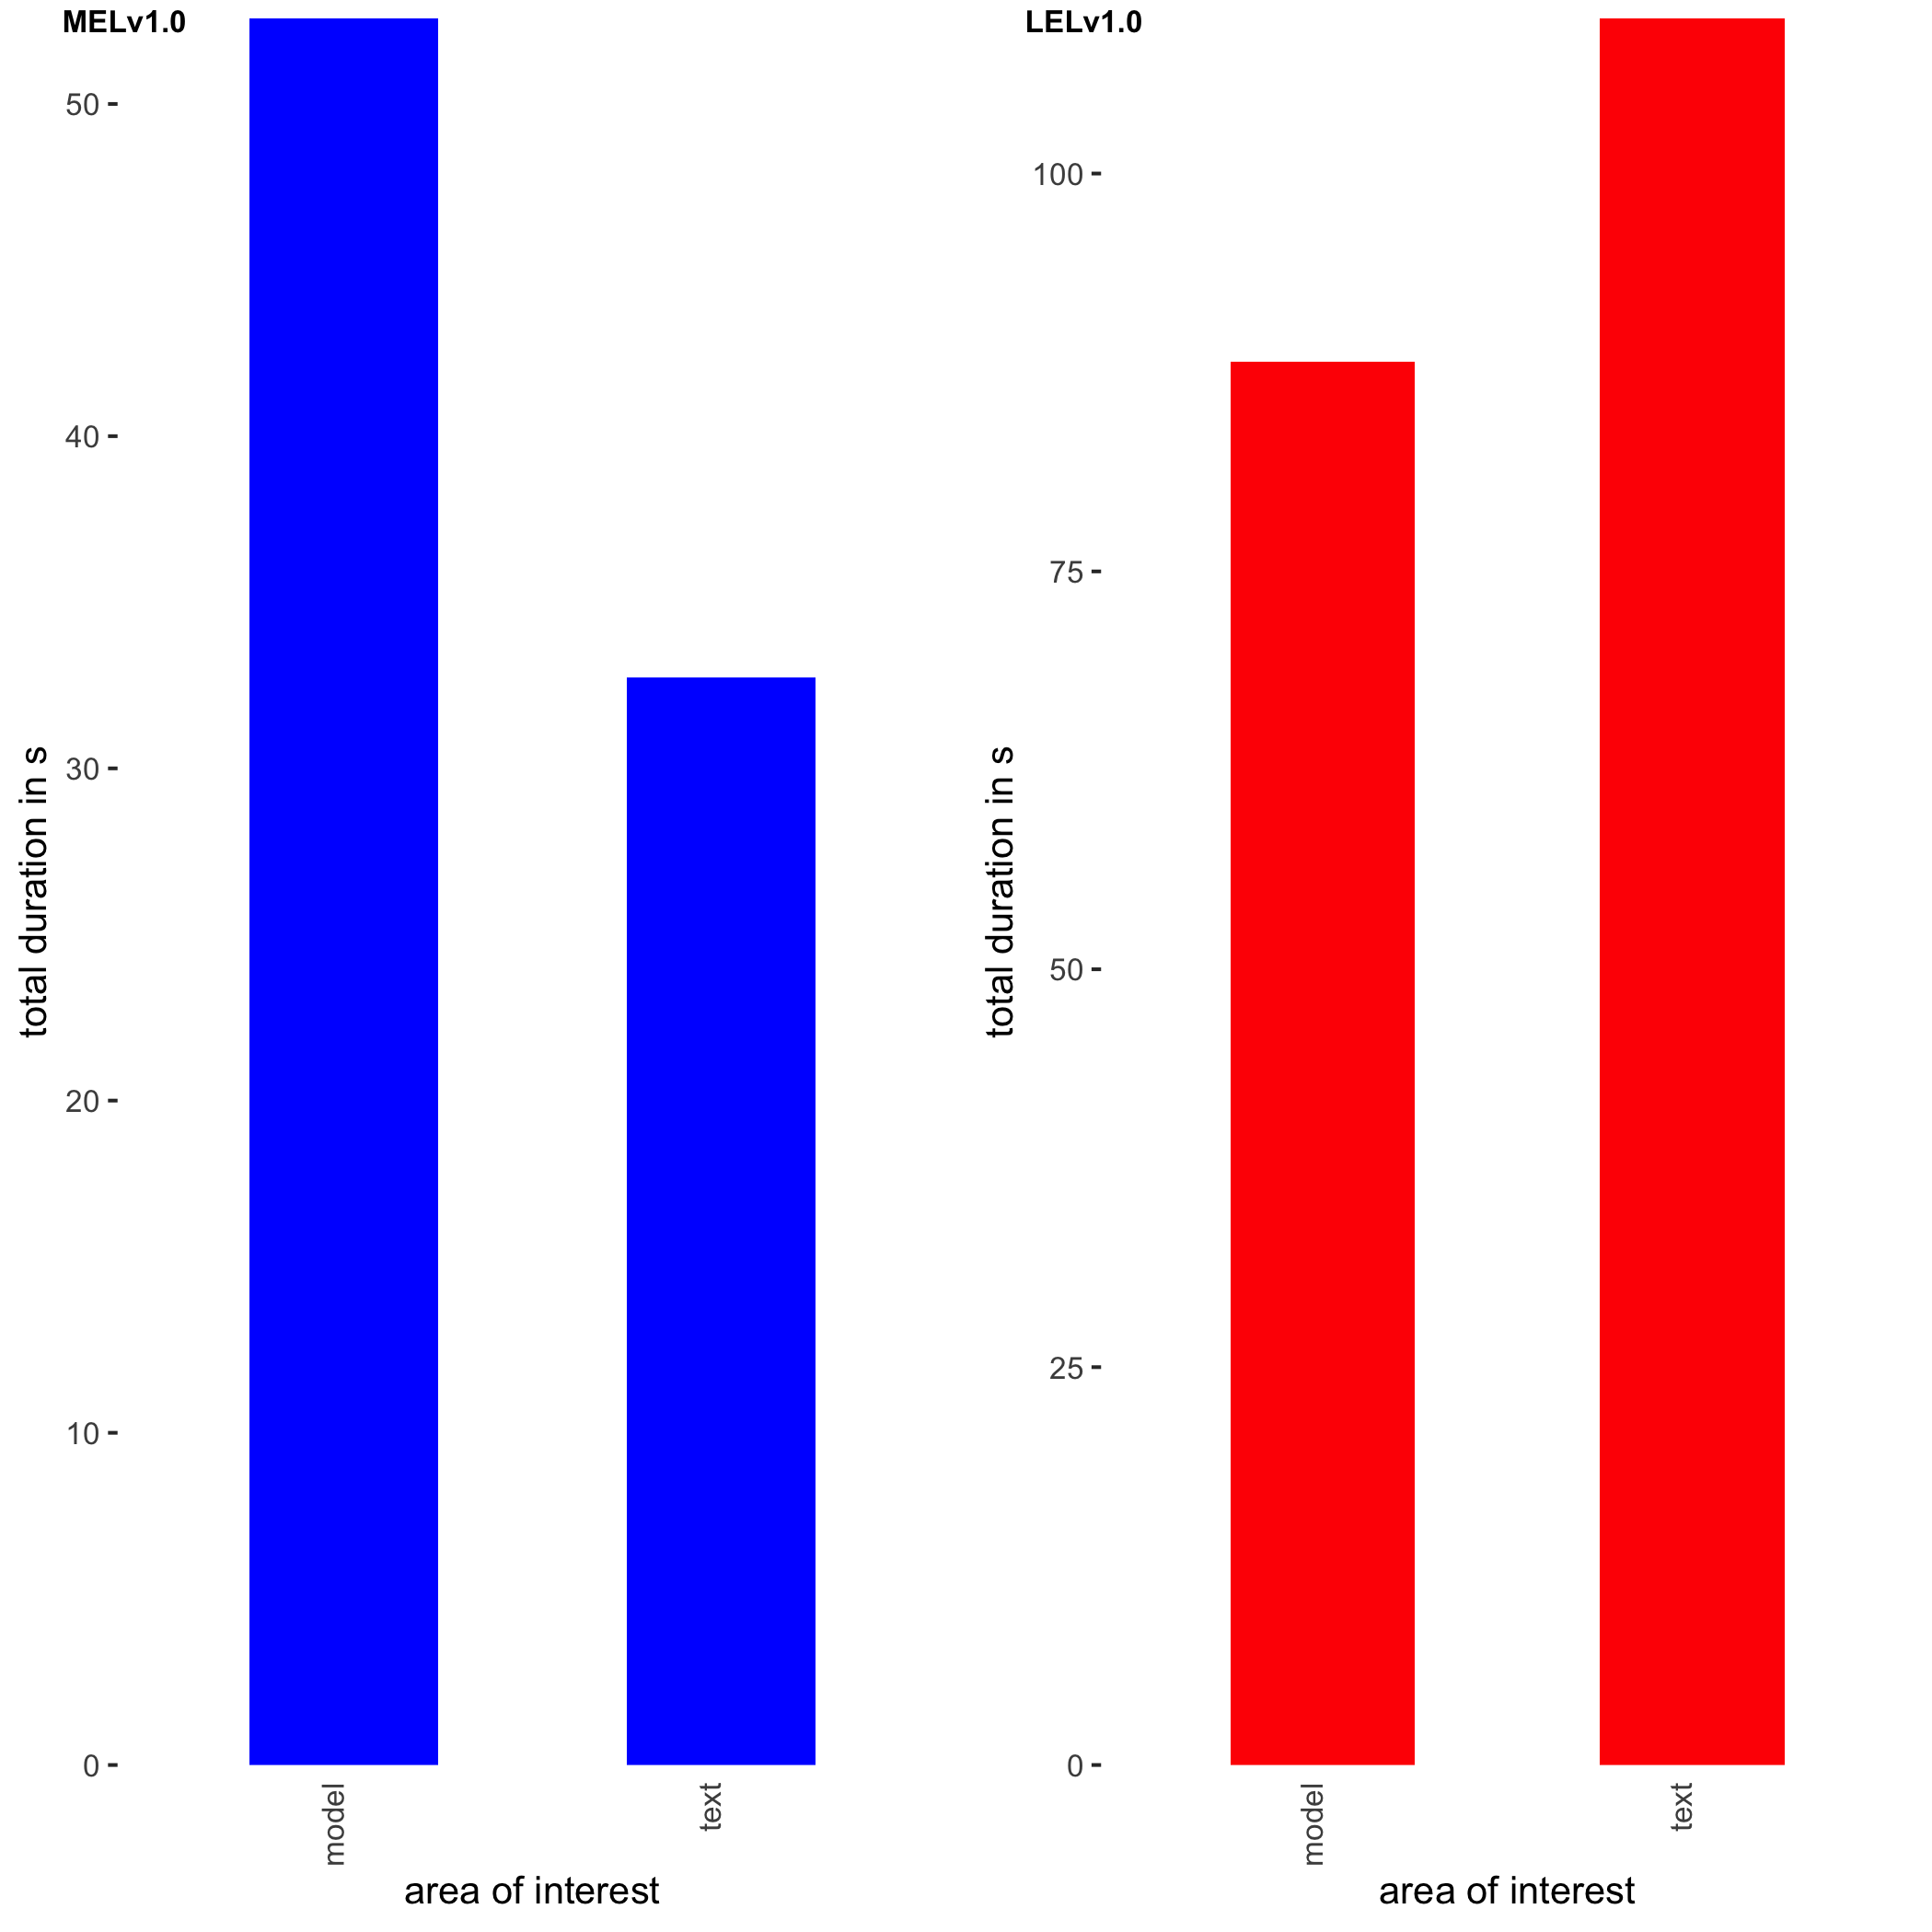 MELv1.0
total duration in s
50
40
30
20
10
0
model
text
area of interest
LELv1.0
total duration in s
100
75
50
25
0
model
text
area of interest